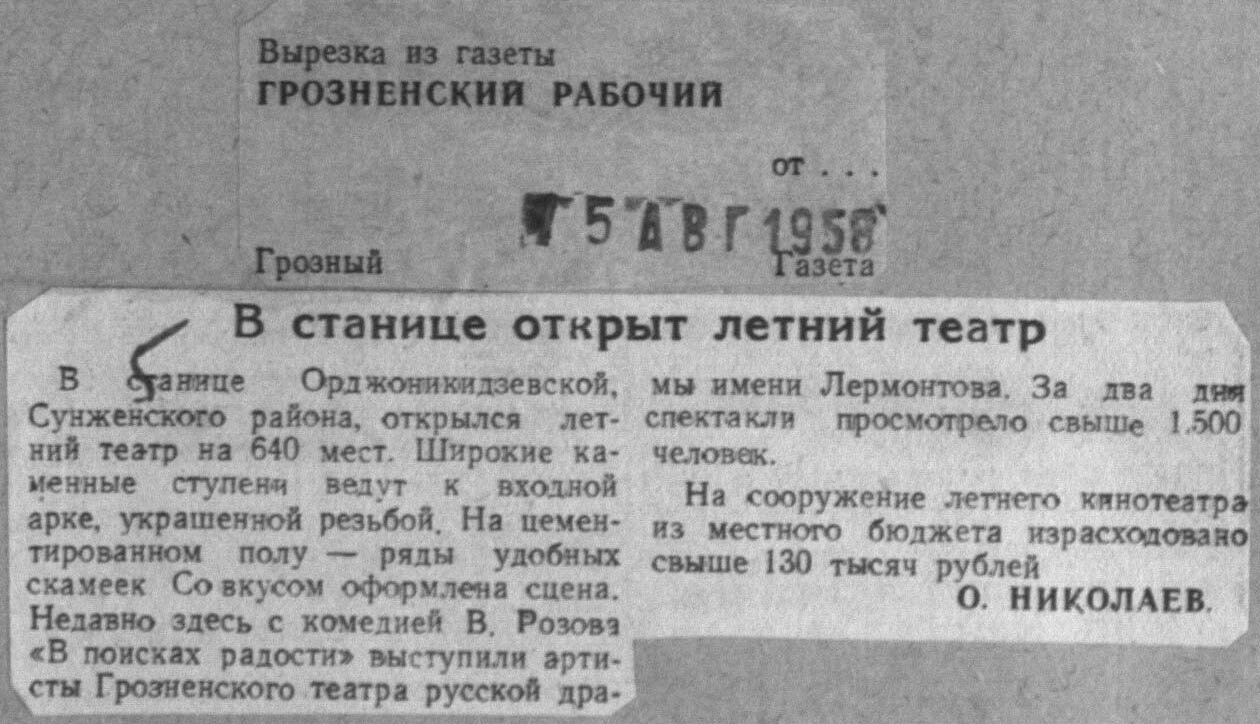 Вырезка из газеты
ГРОЗНЕНСКИЙ РАБОЧИЙ
от . . .
5 АВГ 1958
Грозный
Газета
В станице открыт летний театр
В станице Орджоникидзевской,
Сунженского района, открылся лет-
ний театр на 640 мест. Широкие ка-
менные ступени ведут к входной
арке, украшенной резьбой. На цемен-
тированном полу — ряды удобных
скамеек Со вкусом оформлена сцена.
Недавно здесь с комедией В. Розова
«В поисках радости» выступили арти-
сты Грозненского театра русской дра-
мы имени Лермонтова. За два дня
спектакли просмотрело свыше 1.500
человек.
На сооружение летнего кинотеатра
из местного бюджета израсходовано
свыше 130 тысяч рублей
О. НИКОЛАЕВ.